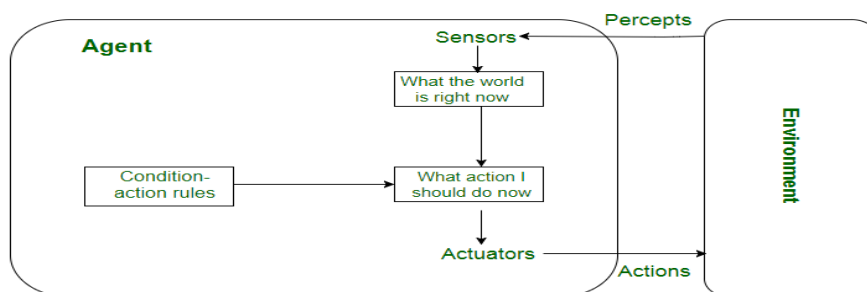 Percepts
Sensors
Agent
What the world
is right now
Environment
Condition-
action rules
What action I
should do now
Actuators
Actions